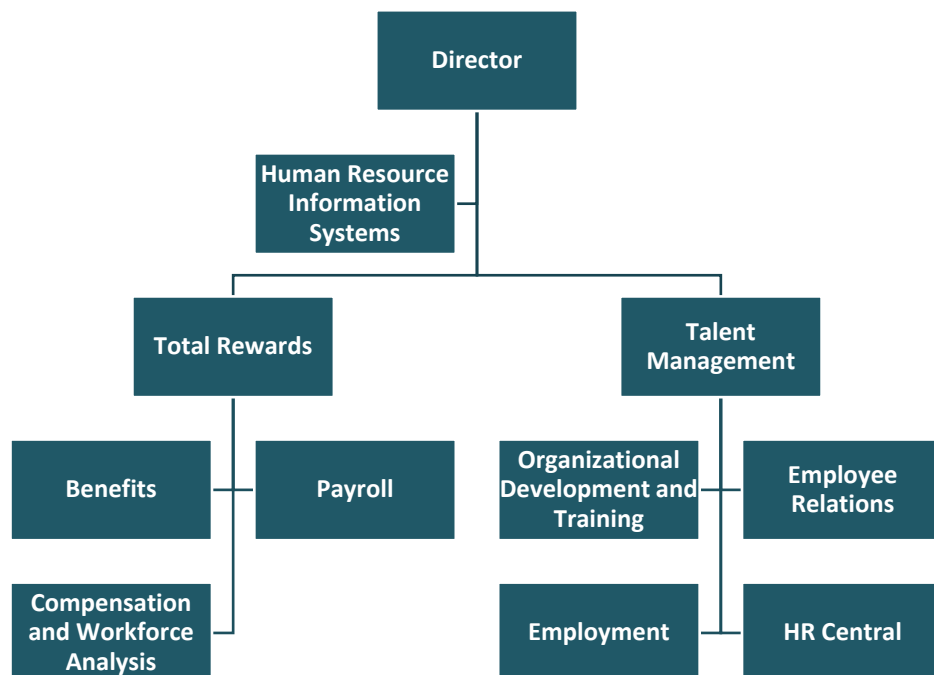 Director
Human Resource
Information
Systems
Total Rewards
Talent
Management
Benefits
Payroll
Organizational
Development and
Training
Employee
Relations
Compensation
and Workforce
Analysis
Employment
HR Central